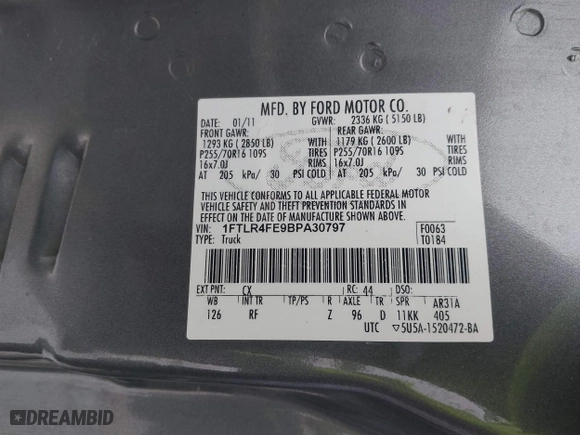 MFD. BY FORD MOTOR CO.
DATE: 01/11 GVWR: 2336 KG ( 5150 LB)
FRONT GAWR: REAR GAWR:
1293 KG ( 2850 LB) WITH 1179 KG ( 2600 LB) WITH
P255/70R16 109S TIRES P255/70R16 109S TIRES
16x7.0J RIMS 16x7.0J RIMS
AT 205 kPa/ 30 PSI COLD AT 205 kPa/ 30 PSI COLD
THIS VEHICLE CONFORMS TO ALL APPLICABLE FEDERAL MOTOR
VEHICLE SAFETY AND THEFT PREVENTION STANDARDS IN
EFFECT ON THE DATE OF MANUFACTURE SHOWN ABOVE.
VIN: 1FTLR4FE9BPA30797 F0063
TYPE: Truck T0184
EXT PNT: CX RC: 44 DSO:
WB INT TR TP/PS R AXLE TR SPR AR31A
126 RF Z 96 D 11KK 405
UTC ▽5U5A-1520472-BA
DREAMBID